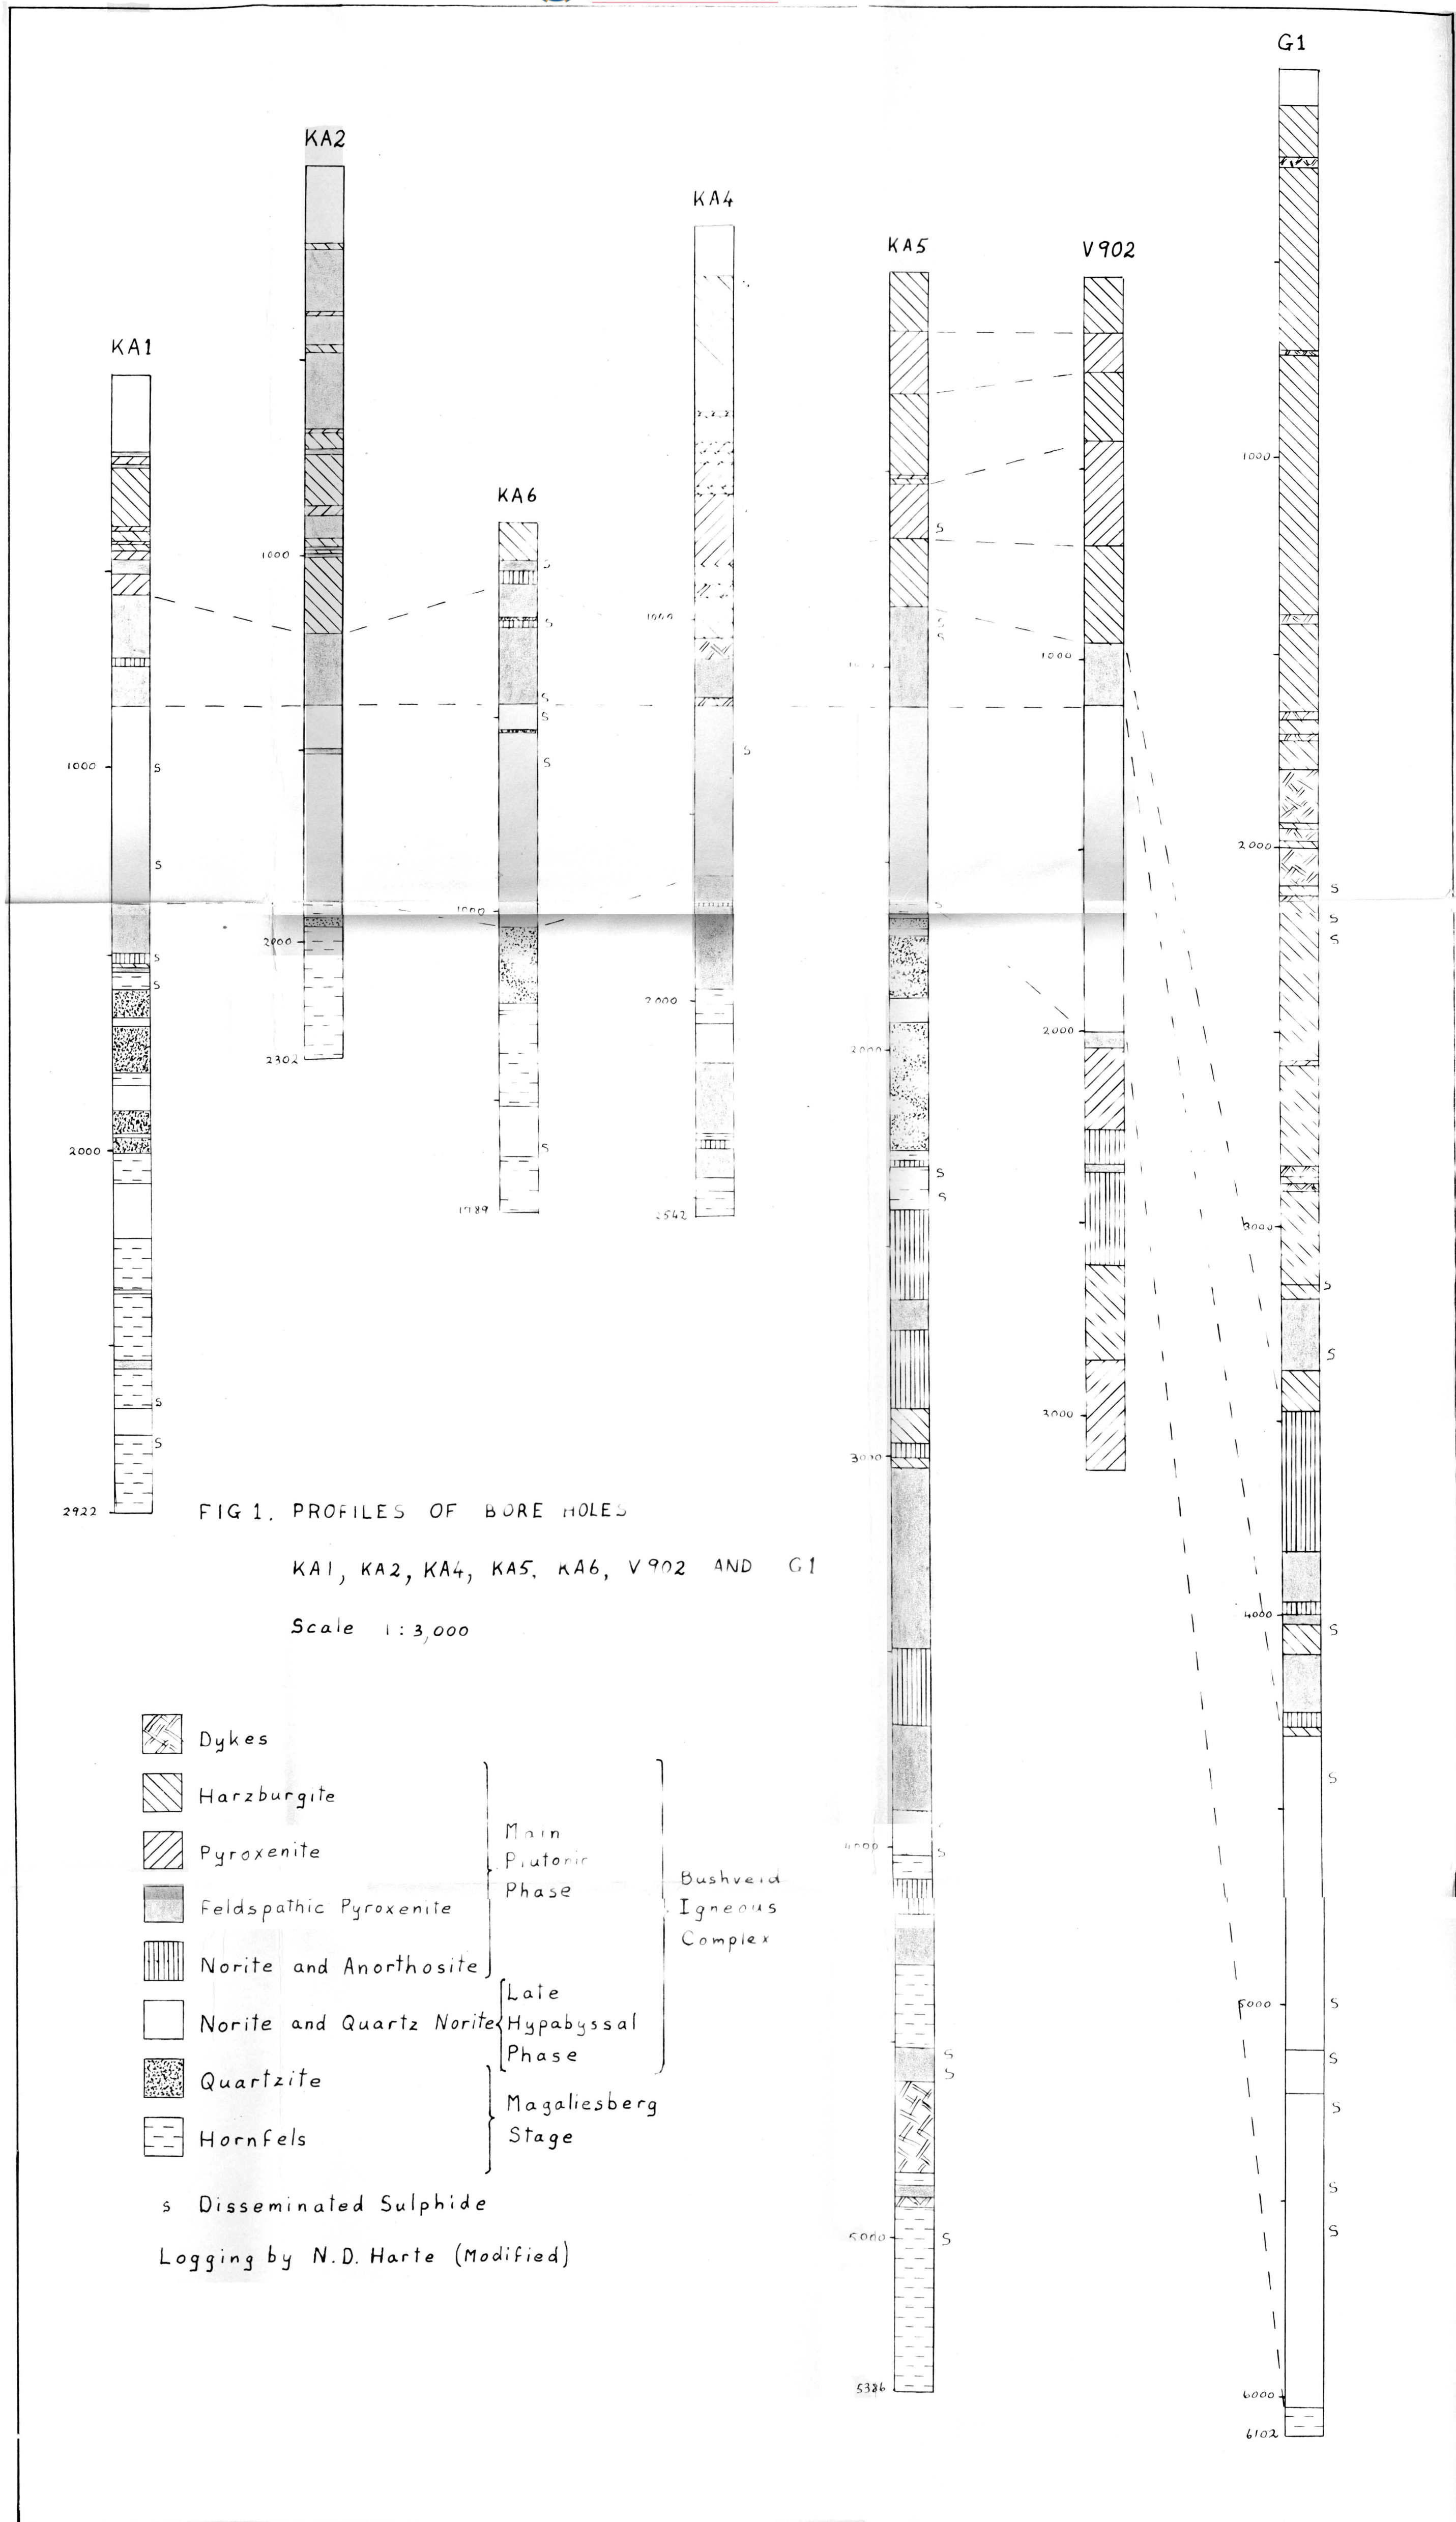 G1
KA2
KA4
KA5
V902
KA1
KA6
1000
1000
1000
1000
1000
1000
2000
1000
2000
2000
2000
2000
2302
2000
3000
1789
2542
3000
3000
2922
4000
4000
5000
5000
5386
6000
6102
S
FIG 1. PROFILES OF BORE HOLES
KA1, KA2, KA4, KA5, KA6, V902 AND G1
Scale 1:3,000
Dykes
Harzburgite
Pyroxenite
Feldspathic Pyroxenite
Norite and Anorthosite
Main
Plutonic
Phase
Bushveld
Igneous
Complex
Norite and Quartz Norite
Late
Hypabyssal
Phase
Quartzite
Hornfels
Magaliesberg
Stage
s Disseminated Sulphide
Logging by N.D. Harte (Modified)